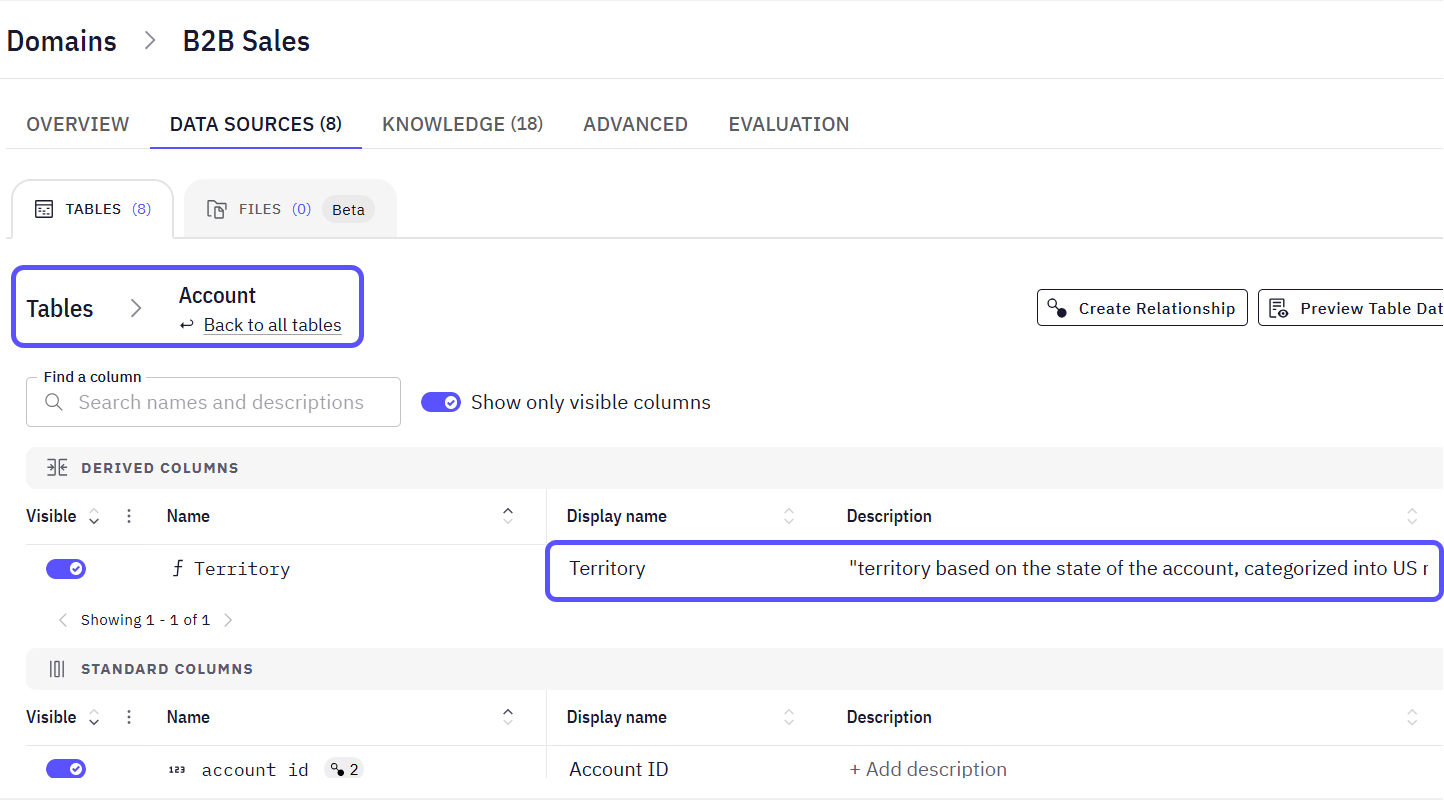 Domains > B2B Sales
OVERVIEW DATA SOURCES (8) KNOWLEDGE (18) ADVANCED EVALUATION
TABLES (8) FILES (0) Beta
Tables > Account
Back to all tables
Create Relationship Preview Table Dat
Find a column
Search names and descriptions
Show only visible columns
DERIVED COLUMNS
Visible Name Display name Description
f Territory Territory "territory based on the state of the account, categorized into US r
Showing 1 - 1 of 1
STANDARD COLUMNS
Visible Name Display name Description
123 account id 2 Account ID + Add description